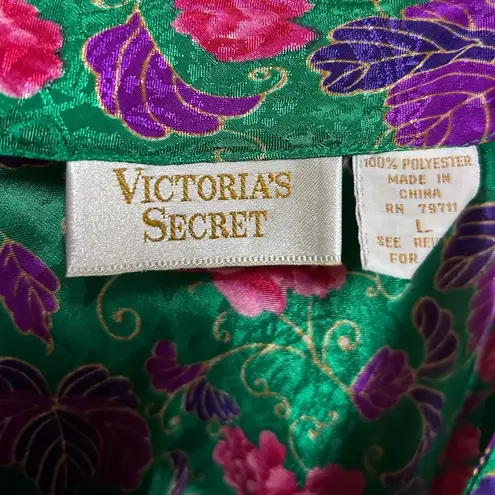 VICTORIA'S
SECRET
100% POLYESTER
MADE IN
CHINA
RN 79711
L
SEE
FOR